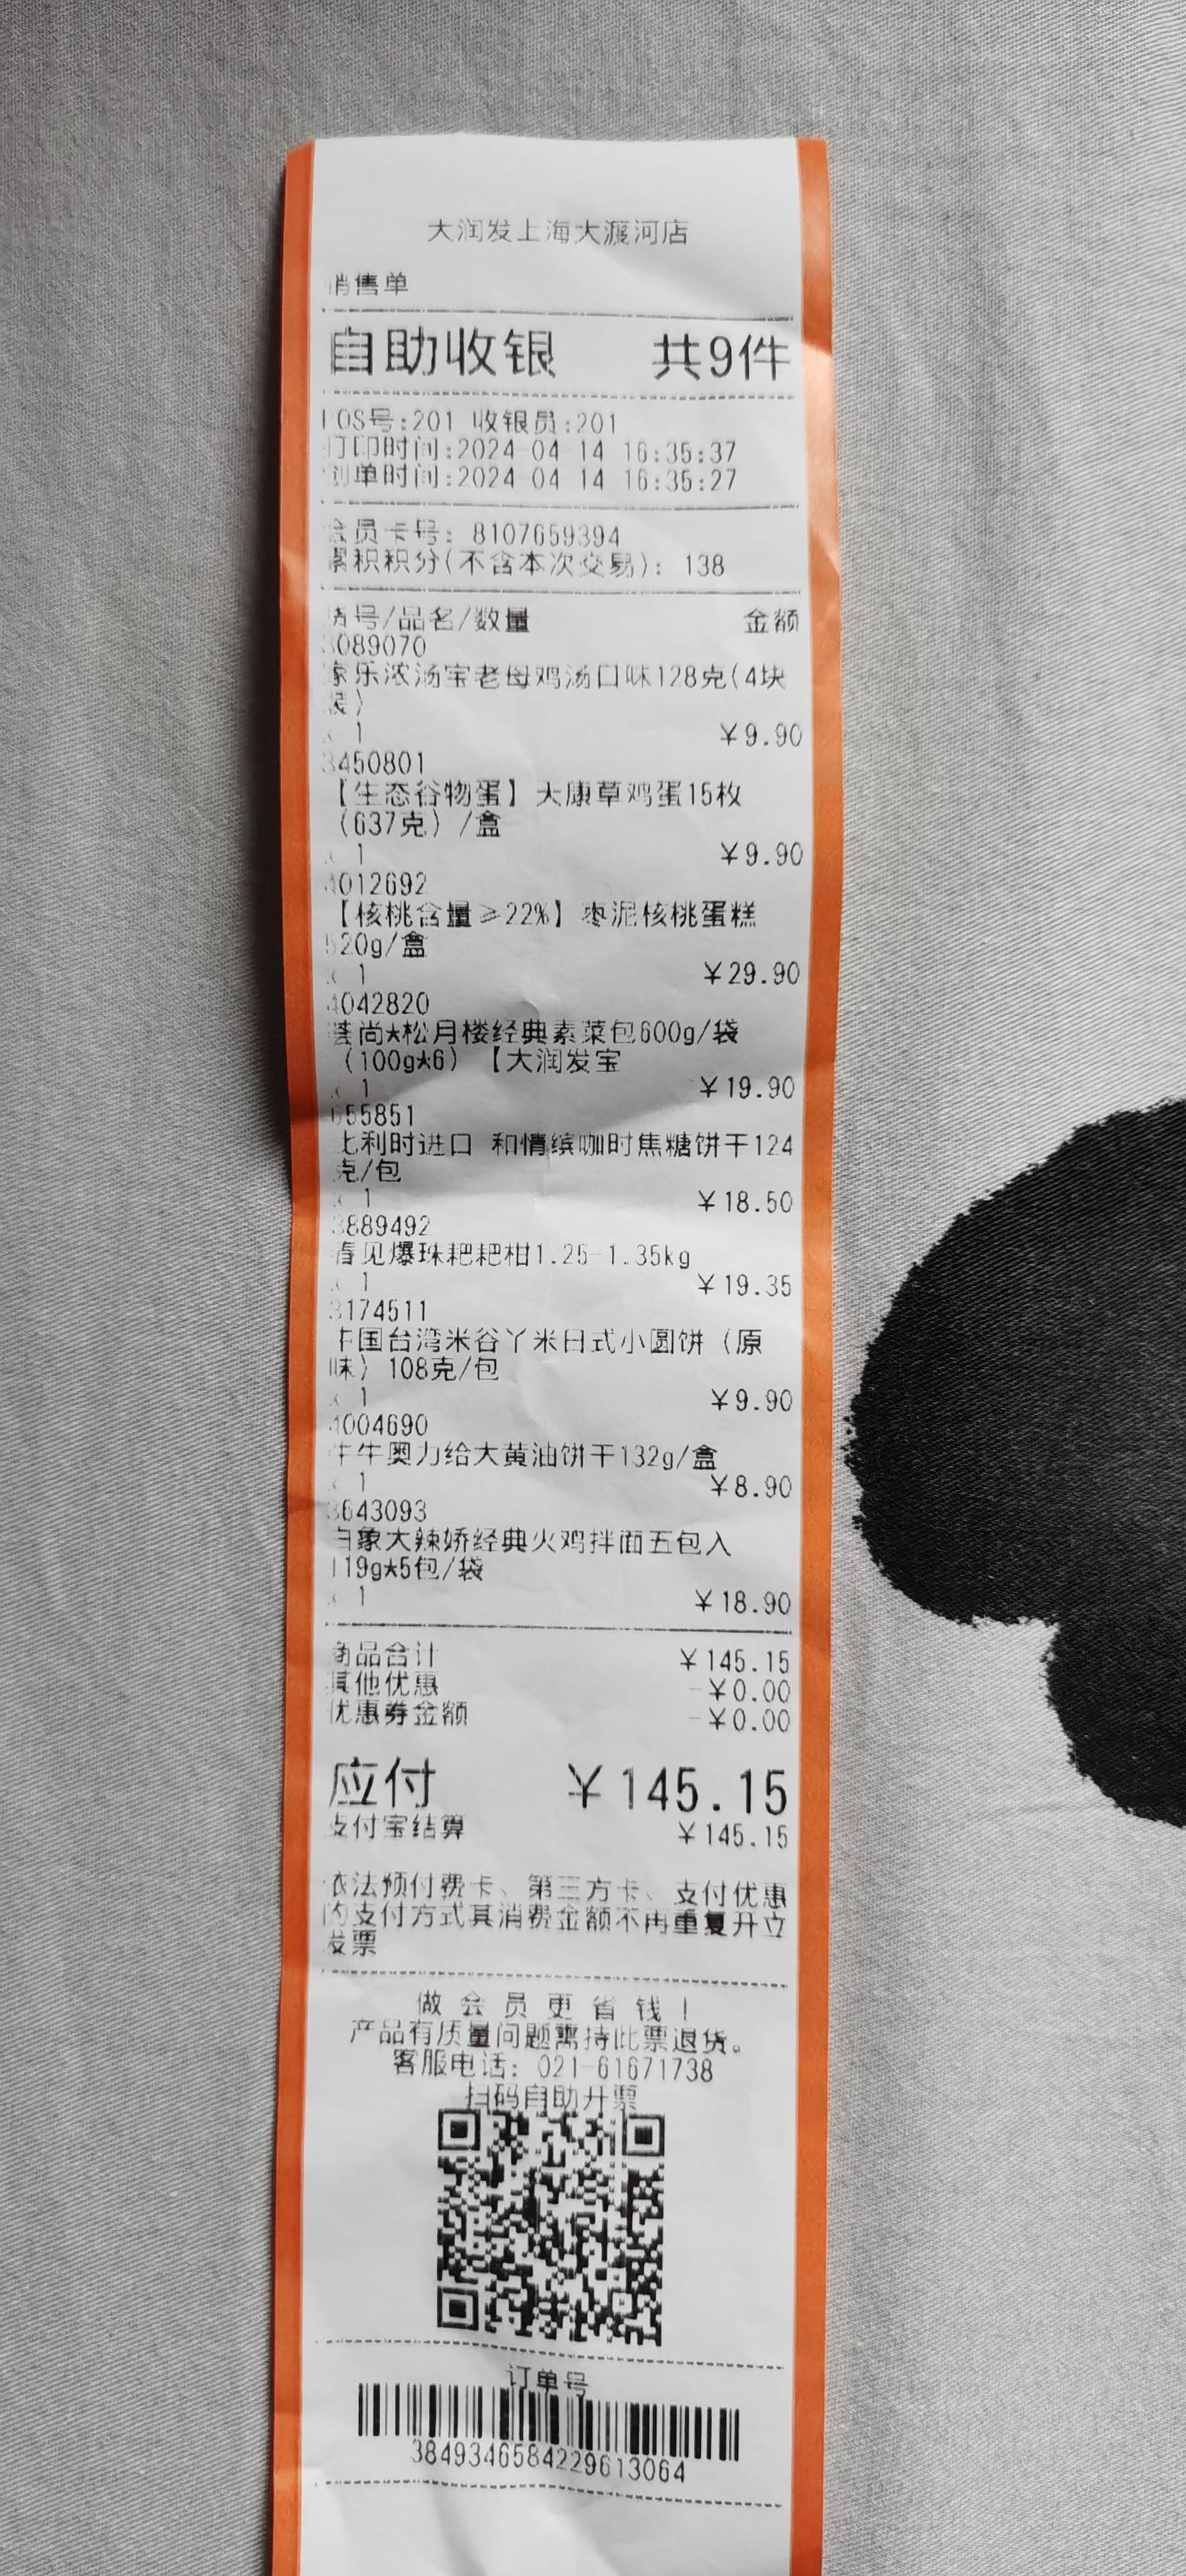 大润发上海大渡河店
销售单
自助收银 共9件
POS号:201 收银员:201
打印时间:2024-04-14 16:35:37
创单时间:2024-04-14 16:35:27
会员卡号: 8107659394
累积积分(不含本次交易): 138
货号/品名/数量 金额
3089070
家乐浓汤宝老母鸡汤口味128克(4块
装)
x 1 ¥9.90
3450801
【生态谷物蛋】天康草鸡蛋15枚
(637克) /盒
x 1 ¥9.90
4012692
【核桃含量≥22%】枣泥核桃蛋糕
520g/盒
x 1 ¥29.90
4042820
荟尚*松月楼经典素菜包600g/袋
(100g*6) 【大润发宝
x 1 ¥19.90
655851
比利时进口 和情缤咖时焦糖饼干124
克/包
x 1 ¥18.50
3889492
春见爆珠耙耙柑1.25-1.35kg
x 1 ¥19.35
3174511
中国台湾米谷丫米日式小圆饼 (原
味) 108克/包
x 1 ¥9.90
4004690
牛牛奥力给大黄油饼干132g/盒
x 1 ¥8.90
3643093
白象大辣娇经典火鸡拌面五包入
119g*5包/袋
x 1 ¥18.90
商品合计 ¥145.15
其他优惠 -¥0.00
优惠券金额 -¥0.00
应付 ¥145.15
支付宝结算 ¥145.15
依法预付费卡、第三方卡、支付优惠
的支付方式其消费金额不再重复开立
发票
做会员更省钱!
产品有质量问题需持此票退货。
客服电话: 021-61671738
扫码自助开票
订单号
3849346584229613064